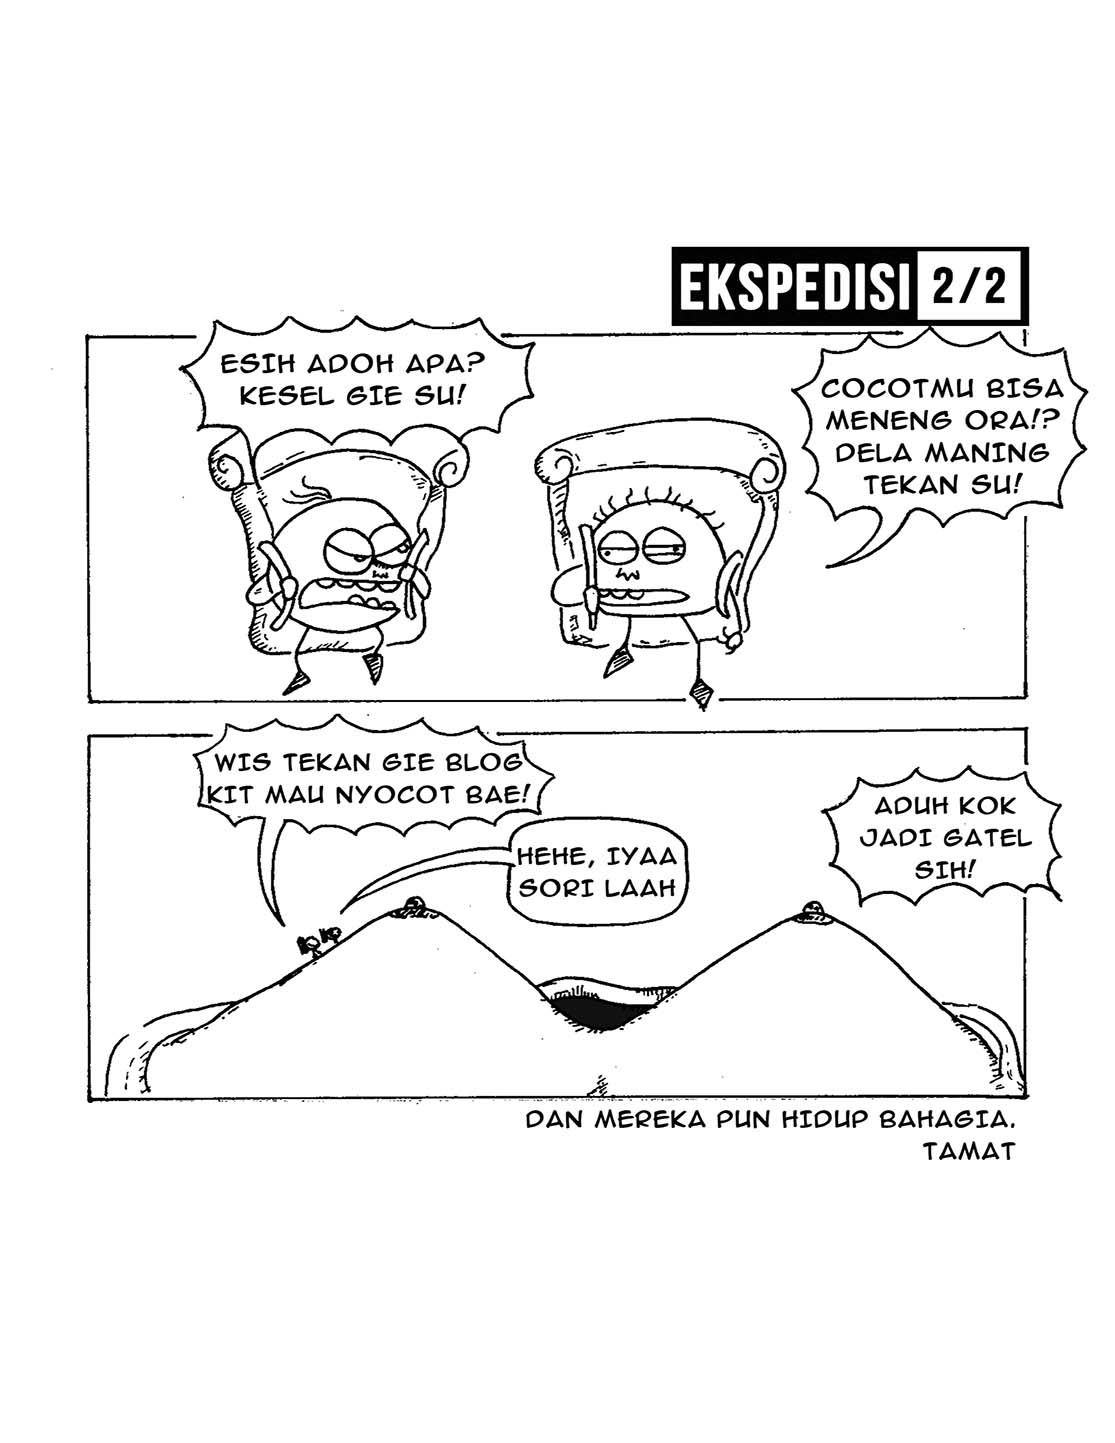 EKSPEDISI 2/2
ESIH ADOH APA?
KESEL GIE SU!
COCOTMU BISA
MENENG ORA!?
DELA MANING
TEKAN SU!
WIS TEKAN GIE BLOG
KIT MAU NYOCOT BAE!
HEHE, IYAA
SORI LAAH
ADUH KOK
JADI GATEL
SIH!
DAN MEREKA PUN HIDUP BAHAGIA.
TAMAT